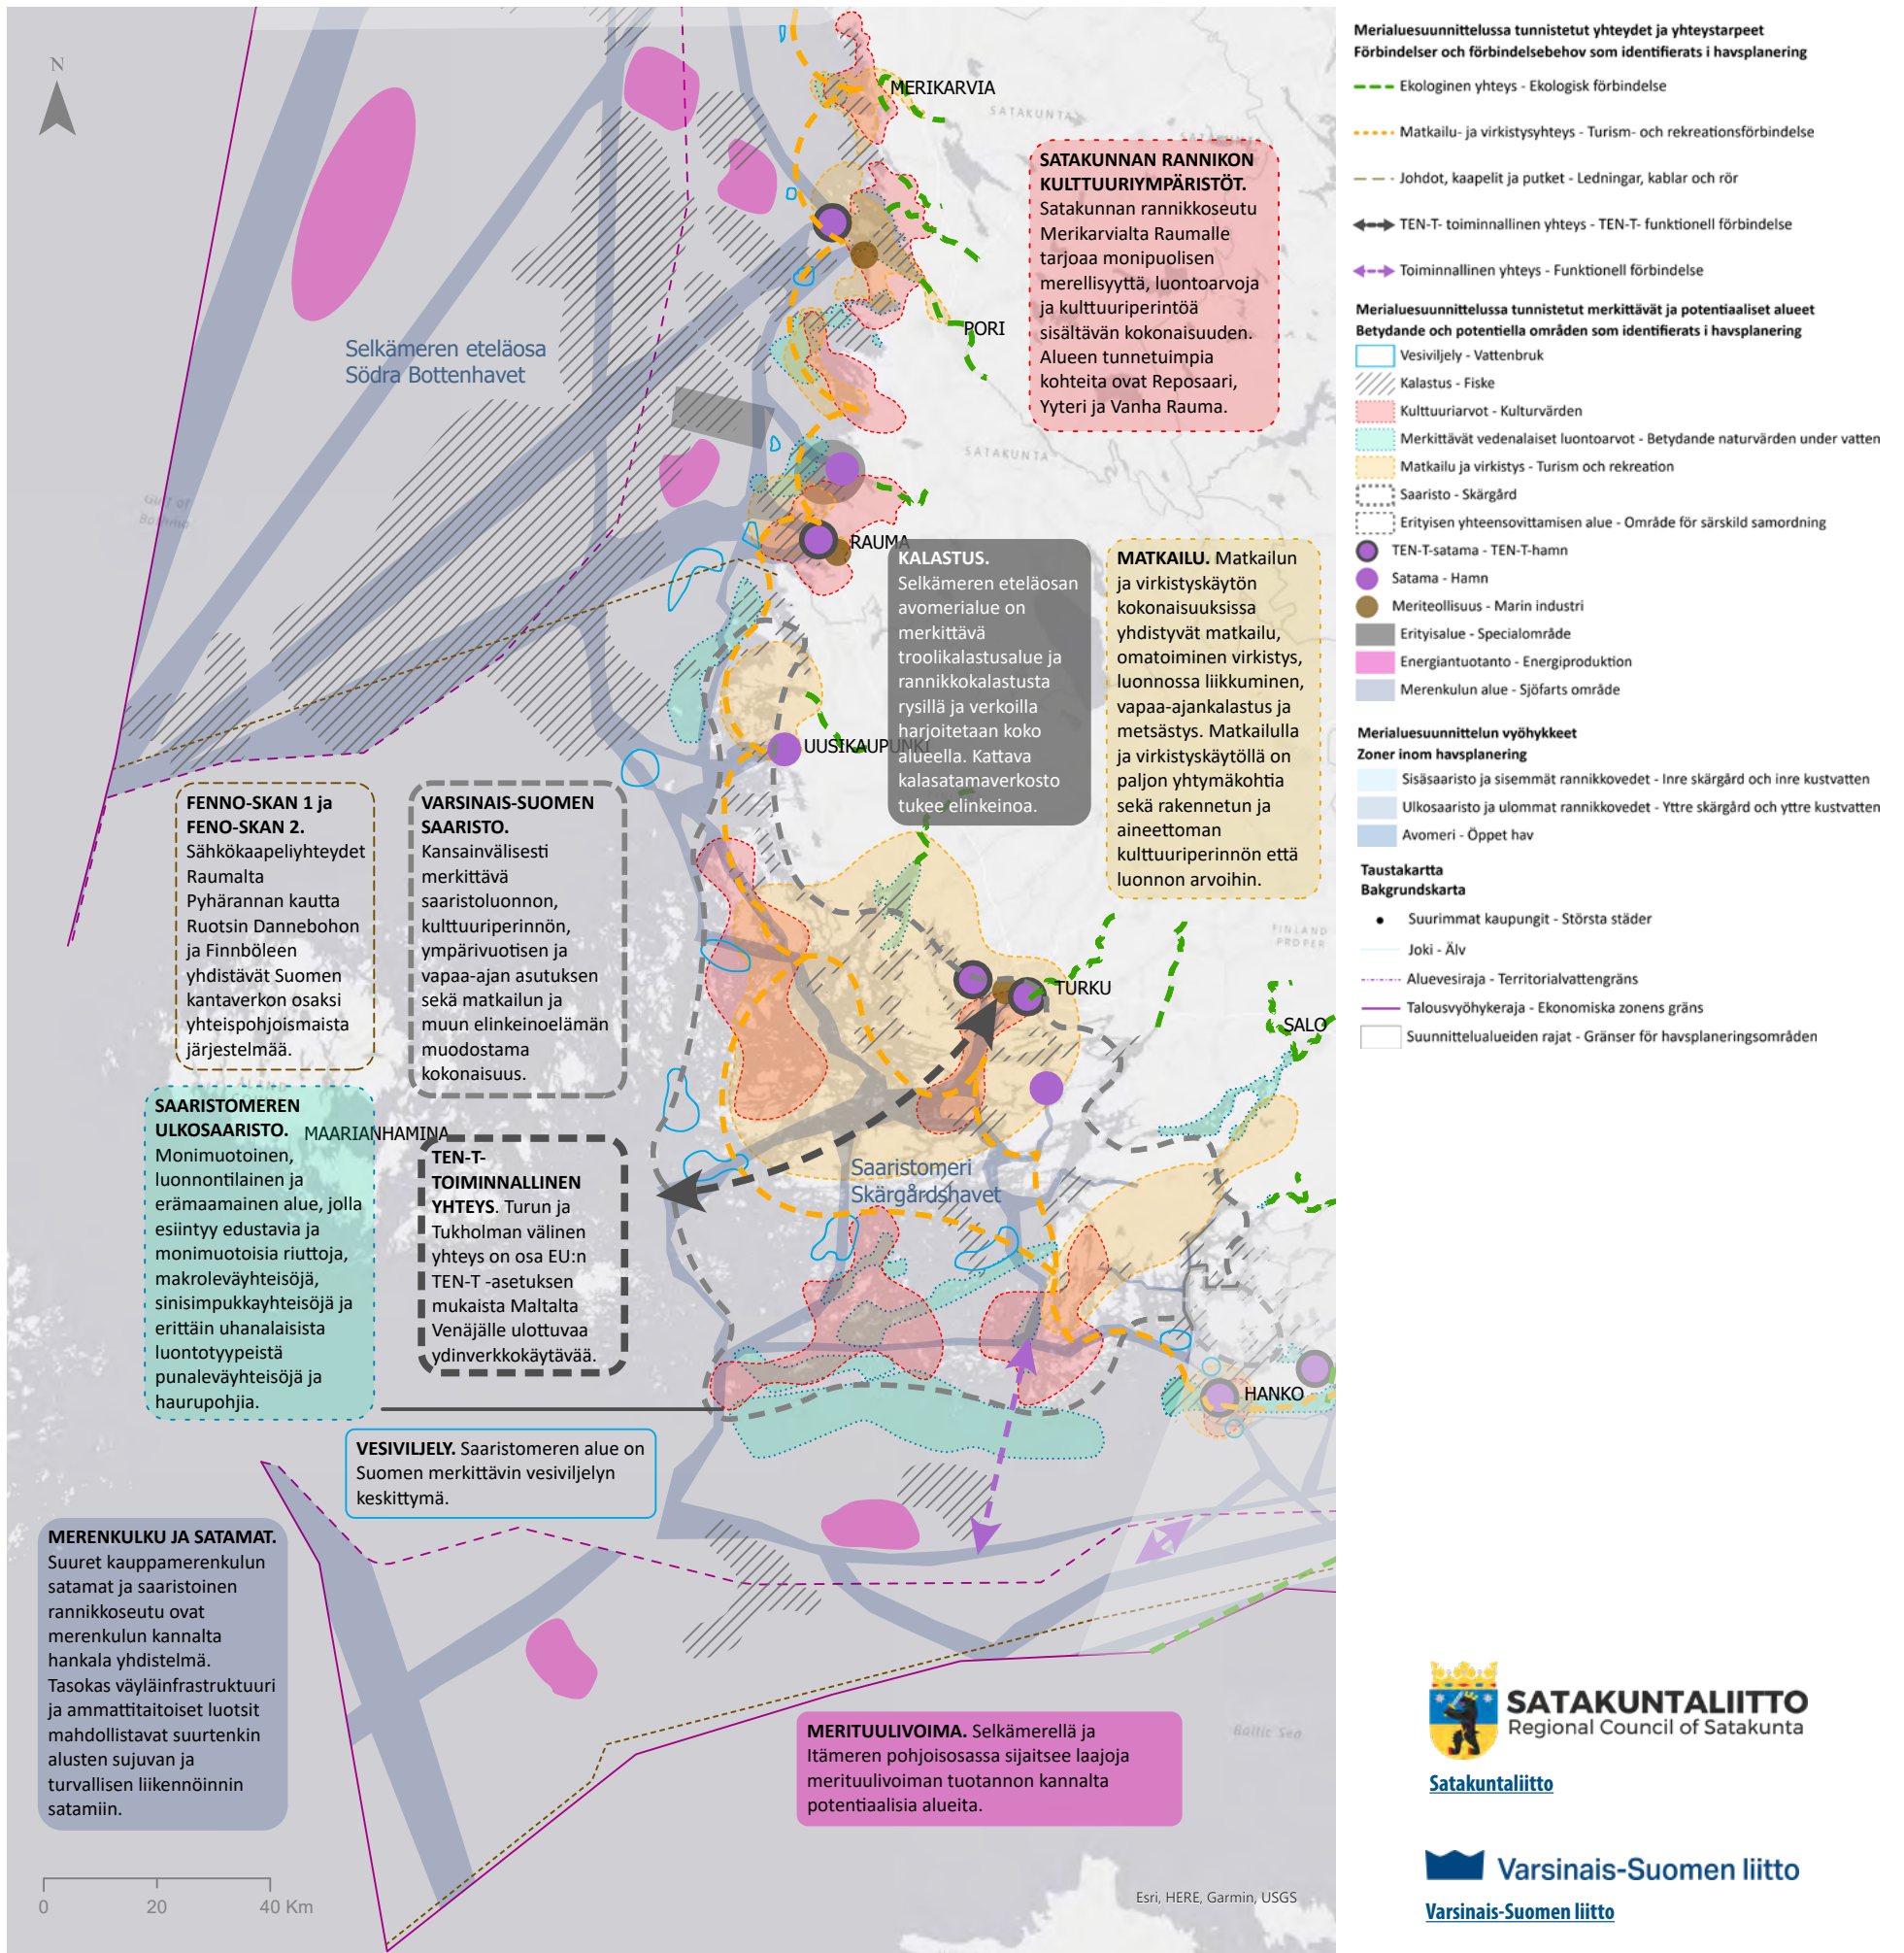 N
MERIKARVIA
SATAKUNTA
SATAKUNNAN RANNIKON
KULTTUURIYMPÄRISTÖT.
Satakunnan rannikkoseutu
Merikarvialta Raumalle
tarjoaa monipuolisen
merellisyyttä, luontoarvoja
ja kulttuuriperintöä
sisältävän kokonaisuuden.
Alueen tunnetuimpia
kohteita ovat Reposaari,
Yyteri ja Vanha Rauma.
PORI
Selkämeren eteläosa
Södra Bottenhavet
SATAKUNTA
Gulf of
RAUMA
KALASTUS.
Selkämeren eteläosan
avomerialue on
merkittävä
troolikalastusalue ja
rannikkokalastusta
rysillä ja verkoilla
harjoitetaan koko
alueella. Kattava
kalasatamaverkosto
tukee elinkeinoa.
MATKAILU. Matkailun
ja virkistyskäytön
kokonaisuuksissa
yhdistyvät matkailu,
omatoiminen virkistys,
luonnossa liikkuminen,
vapaa-ajankalastus ja
metsästys. Matkailulla
ja virkistyskäytöllä on
paljon yhtymäkohtia
sekä rakennetun ja
aineettoman
kulttuuriperinnön että
luonnon arvoihin.
UUSIKAUPUNKI
FENNO-SKAN 1 ja
FENO-SKAN 2.
Sähkökaapeliyhteydet
Raumalta
Pyhärannan kautta
Ruotsin Dannebohon
ja Finnböleen
yhdistävät Suomen
kantaverkon osaksi
yhteispohjoismaista
järjestelmää.
VARSINAIS-SUOMEN
SAARISTO.
Kansainvälisesti
merkittävä
saaristoluonnon,
kulttuuriperinnön,
ympärivuotisen ja
vapaa-ajan asutuksen
sekä matkailun ja
muun elinkeinoelämän
muodostama
kokonaisuus.
FINLAND
PROPER
TURKU
SALO
SAARISTOMEREN
ULKOSAARISTO.
Monimuotoinen,
luonnontilainen ja
erämaamainen alue, jolla
esiintyy edustavia ja
monimuotoisia riuttoja,
makroleväyhteisöjä,
sinisimpukkayhteisöjä ja
erittäin uhanalaisista
luontotyypeistä
punaleväyhteisöjä ja
haurupohjia.
MAARIANHAMINA
TEN-T-
TOIMINNALLINEN
YHTEYS. Turun ja
Tukholman välinen
yhteys on osa EU:n
TEN-T -asetuksen
mukaista Maltalta
Venäjälle ulottuvaa
ydinverkkokäytävää.
Saaristomeri
Skärgårdshavet
HANKO
VESIVILJELY. Saaristomeren alue on
Suomen merkittävin vesiviljelyn
keskittymä.
MERENKULKU JA SATAMAT.
Suuret kauppamerenkulun
satamat ja saaristoinen
rannikkoseutu ovat
merenkulun kannalta
hankala yhdistelmä.
Tasokas väyläinfrastruktuuri
ja ammattitaitoiset luotsit
mahdollistavat suurtenkin
alusten sujuvan ja
turvallisen liikennöinnin
satamiin.
MERITUULIVOIMA. Selkämerellä ja
Itämeren pohjoisosassa sijaitsee laajoja
merituulivoiman tuotannon kannalta
potentiaalisia alueita.
Baltic Sea
0 20 40 Km
Esri, HERE, Garmin, USGS
Merialuesuunnittelussa tunnistetut yhteydet ja yhteystarpeet
Förbindelser och förbindelsebehov som identifierats i havsplanering
Ekologinen yhteys - Ekologisk förbindelse
Matkailu- ja virkistysyhteys - Turism- och rekreationsförbindelse
Johdot, kaapelit ja putket - Ledningar, kablar och rör
TEN-T- toiminnallinen yhteys - TEN-T- funktionell förbindelse
Toiminnallinen yhteys - Funktionell förbindelse
Merialuesuunnittelussa tunnistetut merkittävät ja potentiaaliset alueet
Betydande och potentiella områden som identifierats i havsplanering
Vesiviljely - Vattenbruk
Kalastus - Fiske
Kulttuuriarvot - Kulturvärden
Merkittävät vedenalaiset luontoarvot - Betydande naturvärden under vatten
Matkailu ja virkistys - Turism och rekreation
Saaristo - Skärgård
Erityisen yhteensovittamisen alue - Område för särskild samordning
TEN-T-satama - TEN-T-hamn
Satama - Hamn
Meriteollisuus - Marin industri
Erityisalue - Specialområde
Energiantuotanto - Energiproduktion
Merenkulun alue - Sjöfarts område
Merialuesuunnittelun vyöhykkeet
Zoner inom havsplanering
Sisäsaaristo ja sisemmät rannikkovedet - Inre skärgård och inre kustvatten
Ulkosaaristo ja ulommat rannikkovedet - Yttre skärgård och yttre kustvatten
Avomeri - Öppet hav
Taustakartta
Bakgrundskarta
Suurimmat kaupungit - Största städer
Joki - Älv
Aluevesiraja - Territorialvattengräns
Talousvyöhykeraja - Ekonomiska zonens gräns
Suunnittelualueiden rajat - Gränser för havsplaneringsområden
SATAKUNTALIITTO
Regional Council of Satakunta
Satakuntaliitto
Varsinais-Suomen liitto
Varsinais-Suomen liitto